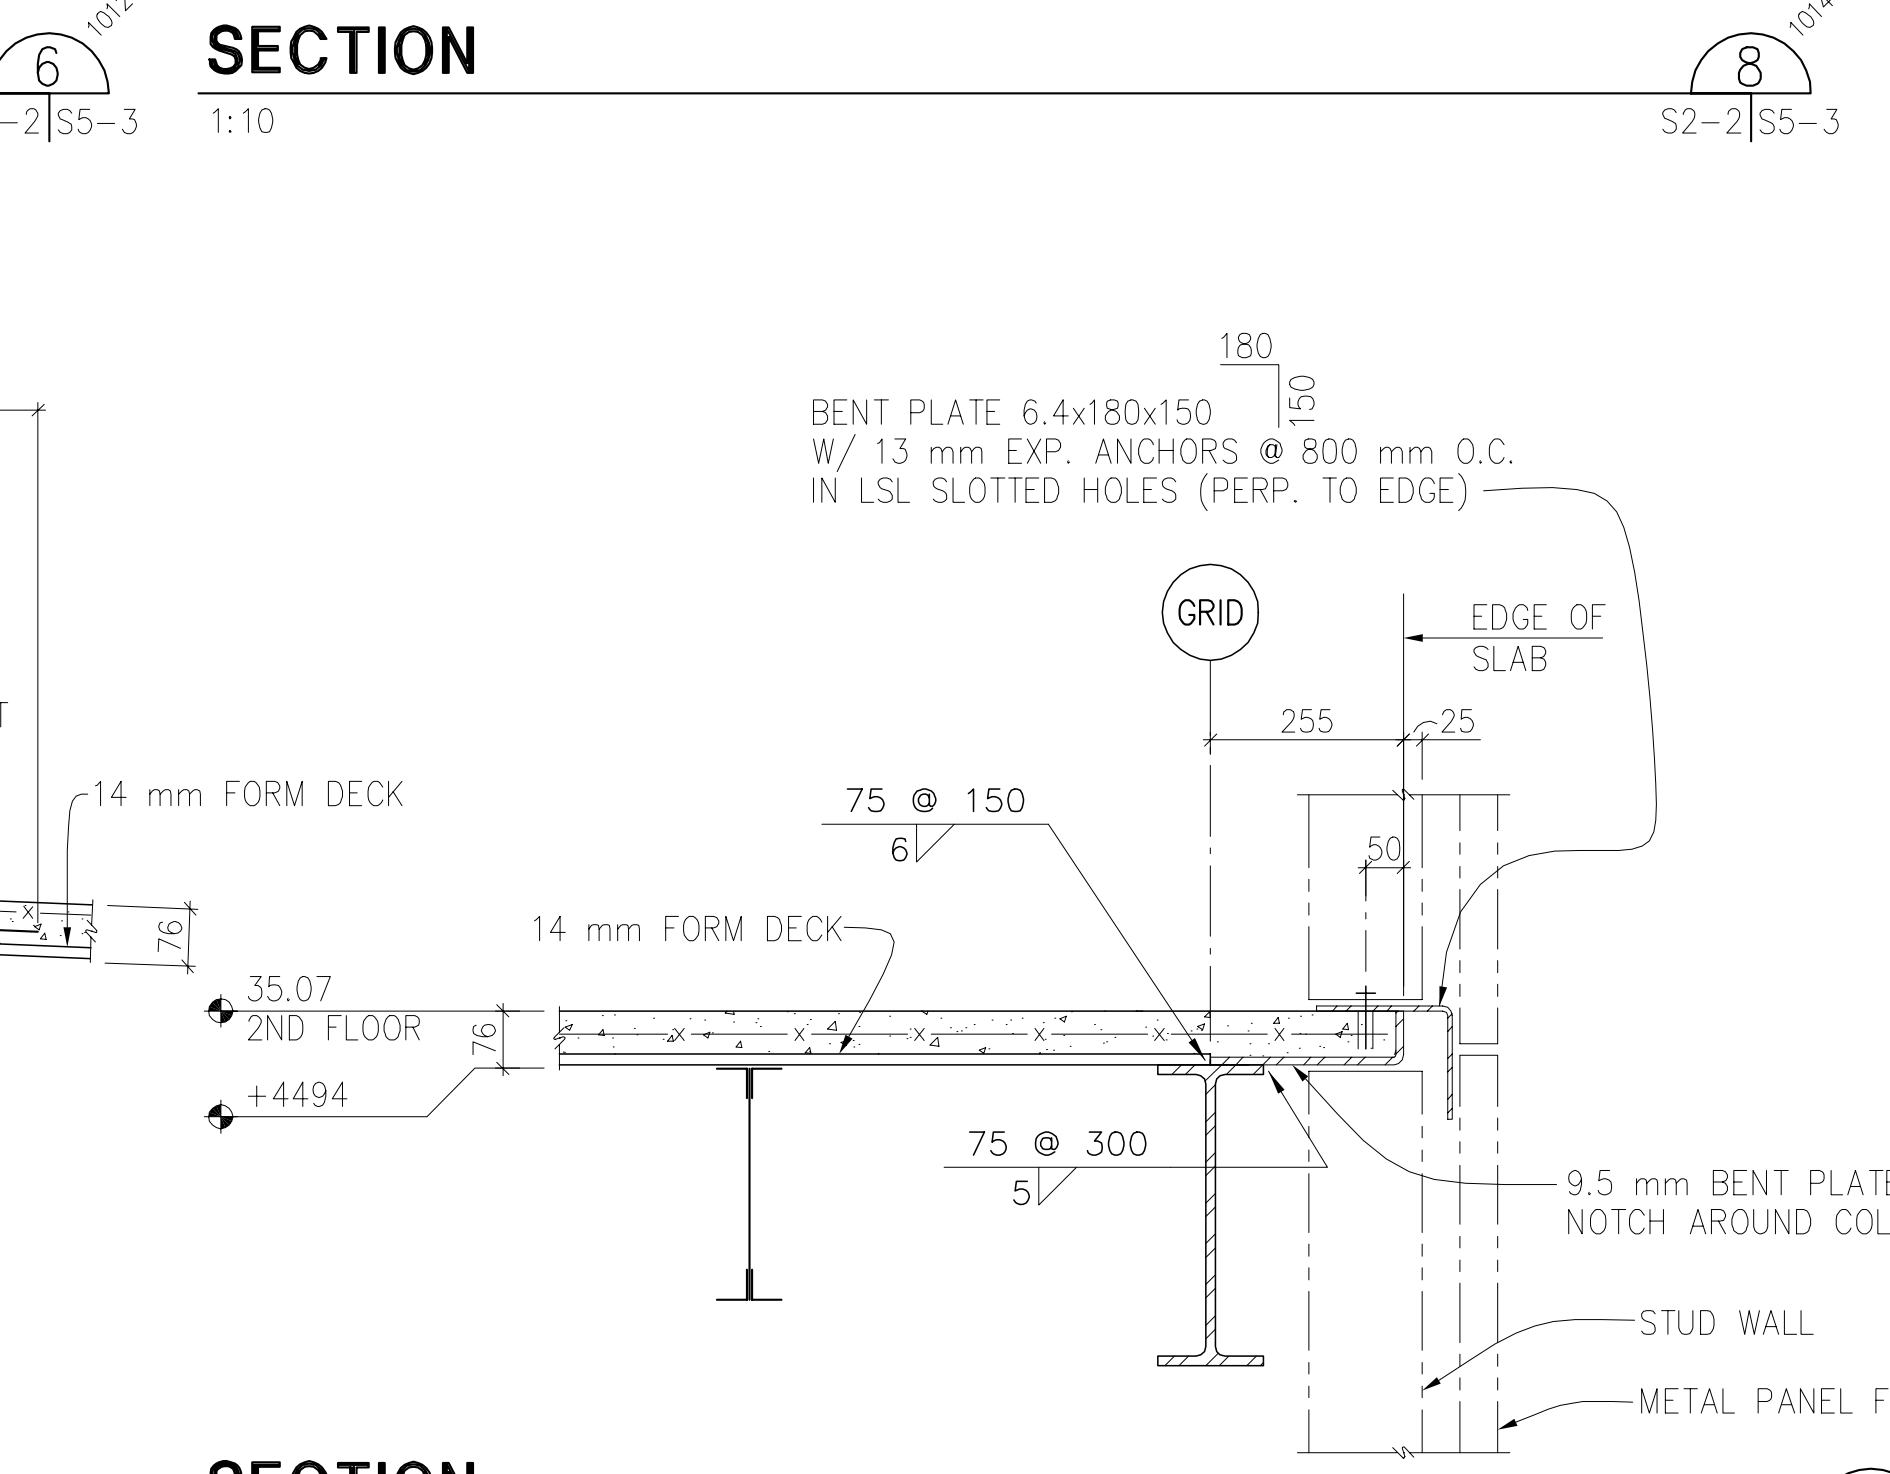 1012
6
SECTION
1014
8
-2 S5-3
1:10
S2-2 S5-3
180
150
BENT PLATE 6.4x180x150
W/ 13 mm EXP. ANCHORS @ 800 mm O.C.
IN LSL SLOTTED HOLES (PERP. TO EDGE)
GRID
EDGE OF
SLAB
T
255
25
14 mm FORM DECK
75 @ 150
6
50
76
14 mm FORM DECK
35.07
2ND FLOOR
76
X X X X X X X
+4494
75 @ 300
5
9.5 mm BENT PLATE
NOTCH AROUND COL
STUD WALL
METAL PANEL F
SECTION